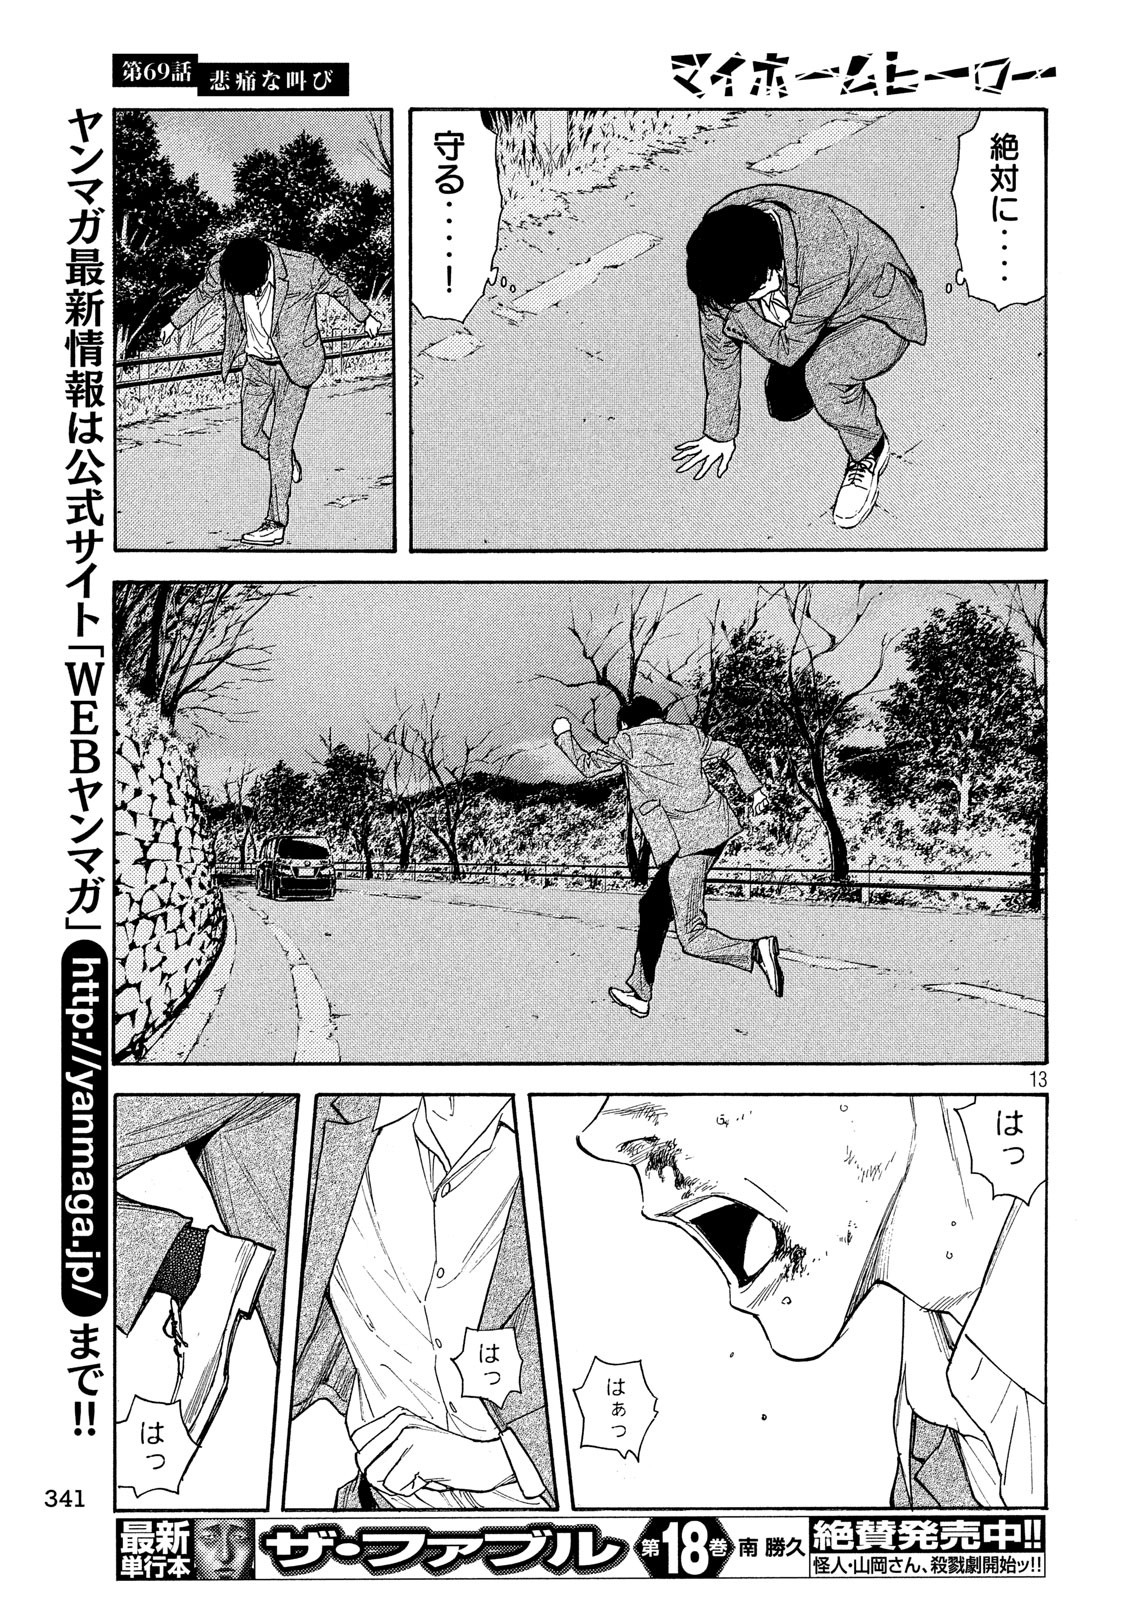 マイホームヒーロー
第69話
悲痛な叫び
絶対に‥‥‥
守る‥‥‥!
13
はっ
はぁっ
はっ
はっ
ヤンマガ最新情報は公式サイト「WEBヤンマガ」http://yanmaga.jp/まで!!
341
最新
単行本
ザ・ファブル
第18巻
南 勝久
絶賛発売中!!
怪人・山岡さん、殺戮劇開始ッ!!